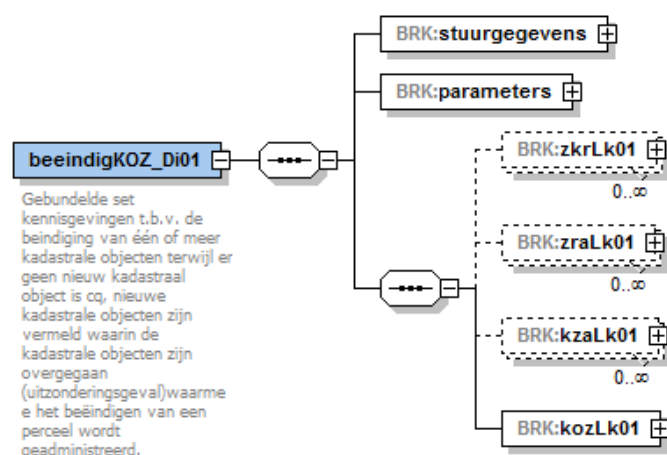 BRK:stuurgegevens
BRK:parameters
beeindigKOZ_Di01
Gebundelde set
kennisgevingen t.b.v. de
beindiging van één of meer
kadastrale objecten terwijl er
geen nieuw kadastraal
object is cq, nieuwe
kadastrale objecten zijn
vermeld waarin de
kadastrale objecten zijn
overgegaan
(uitzonderingsgeval)waarme
e het beëindigen van een
perceel wordt
geadministreerd.
BRK:zkrLk01
0..∞
BRK:zraLk01
0..∞
BRK:kzaLk01
0..∞
BRK:kozLk01